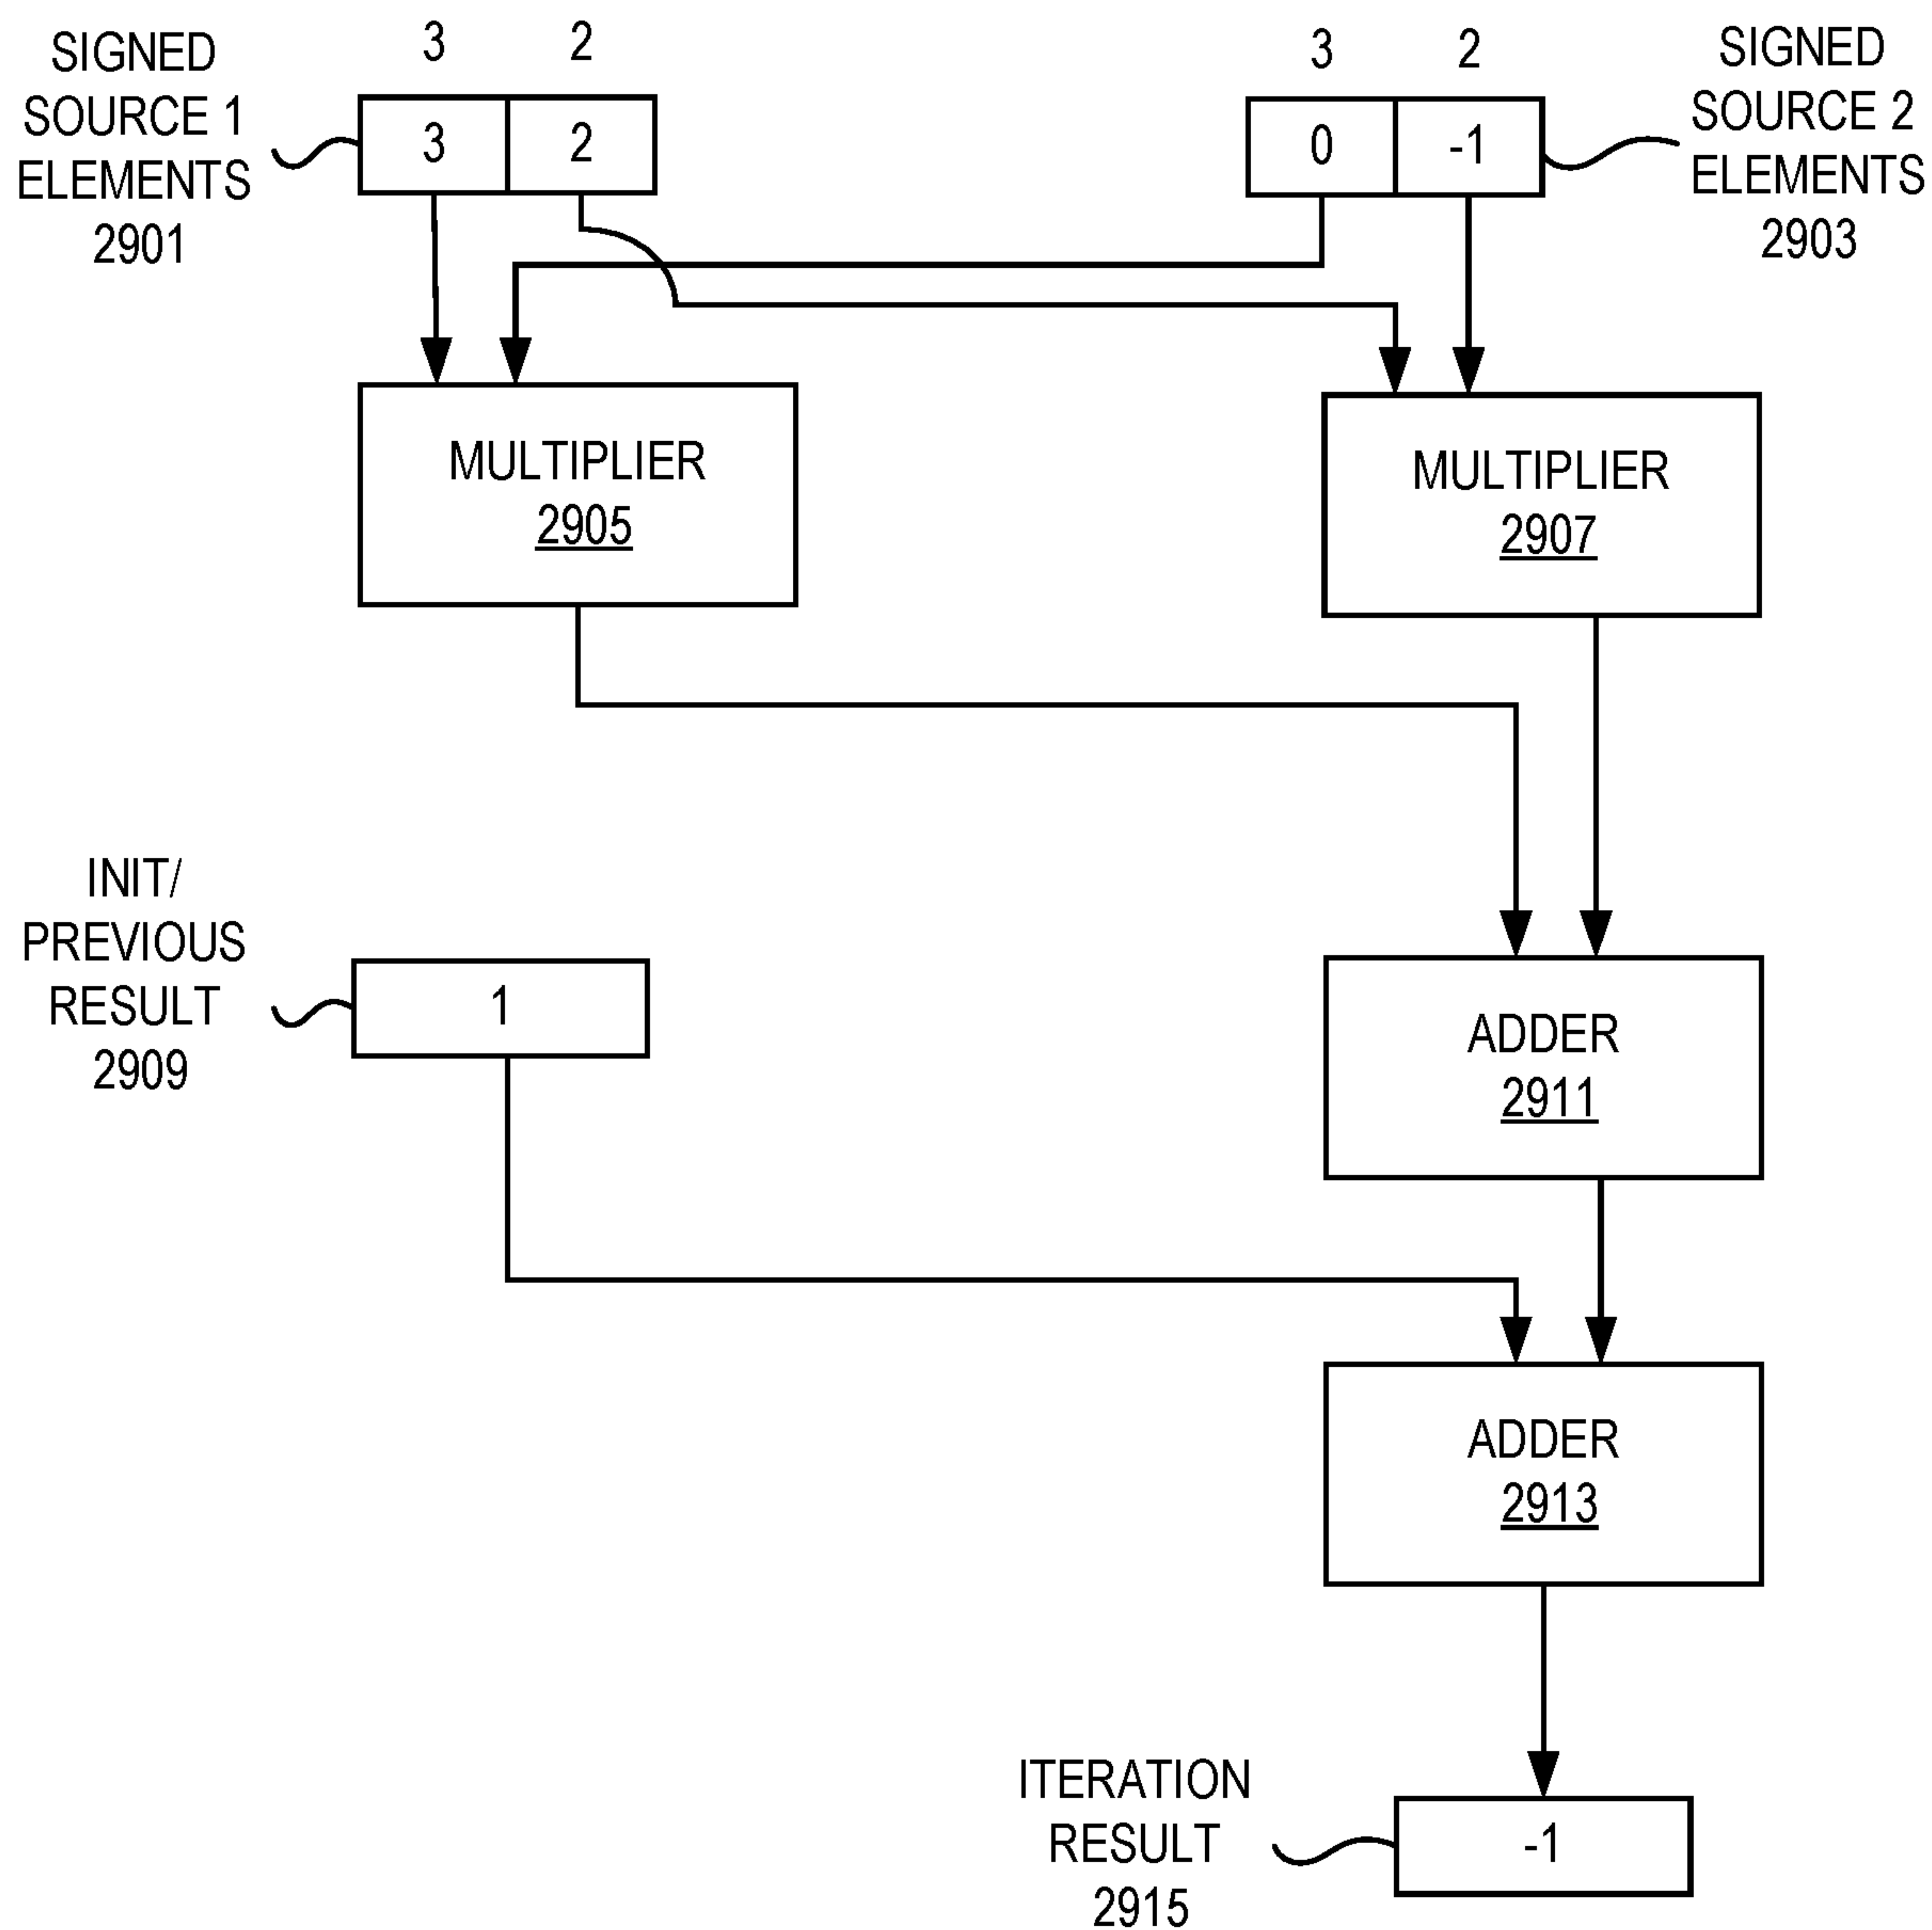 SIGNED
SOURCE 1
ELEMENTS
2901
3 2
3 2
3 2
0 -1
SIGNED
SOURCE 2
ELEMENTS
2903
MULTIPLIER
2905
MULTIPLIER
2907
INIT/
PREVIOUS
RESULT
2909
1
ADDER
2911
ADDER
2913
ITERATION
RESULT
2915
-1